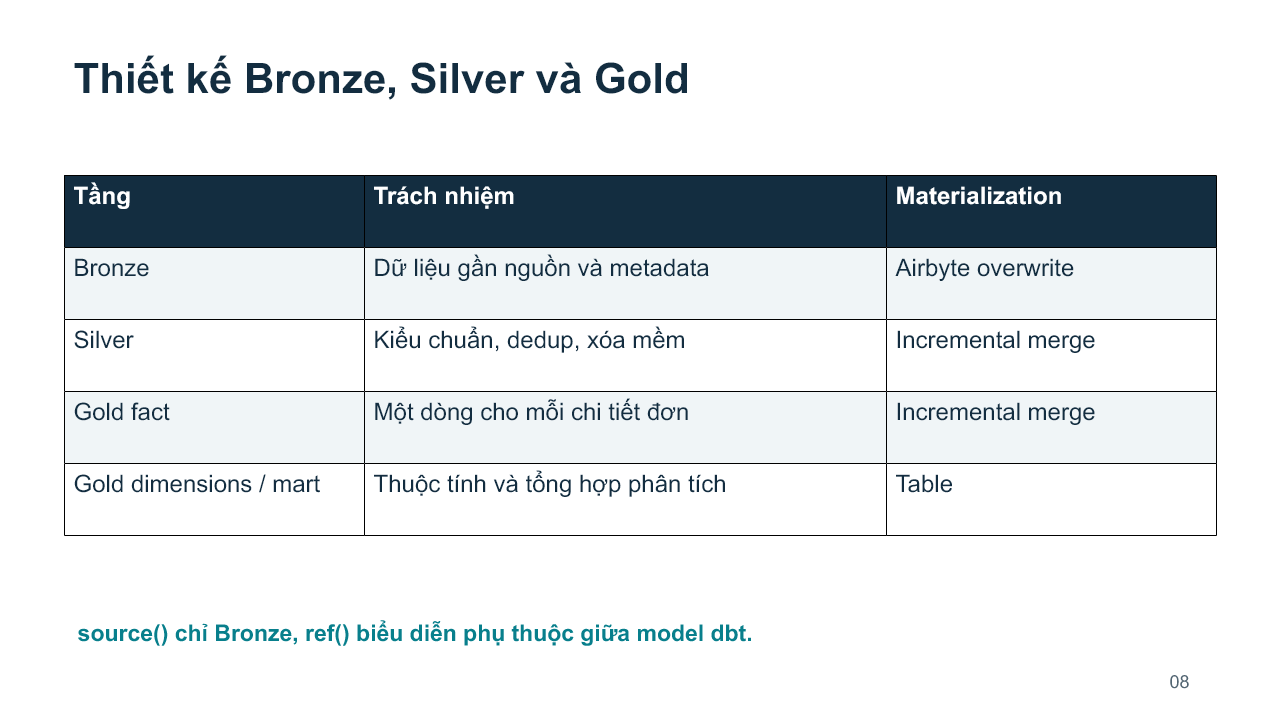 Thiết kế Bronze, Silver và Gold
Tầng Trách nhiệm Materialization
Bronze Dữ liệu gần nguồn và metadata Airbyte overwrite
Silver Kiểu chuẩn, dedup, xóa mềm Incremental merge
Gold fact Một dòng cho mỗi chi tiết đơn Incremental merge
Gold dimensions / mart Thuộc tính và tổng hợp phân tích Table
source() chỉ Bronze, ref() biểu diễn phụ thuộc giữa model dbt.
08